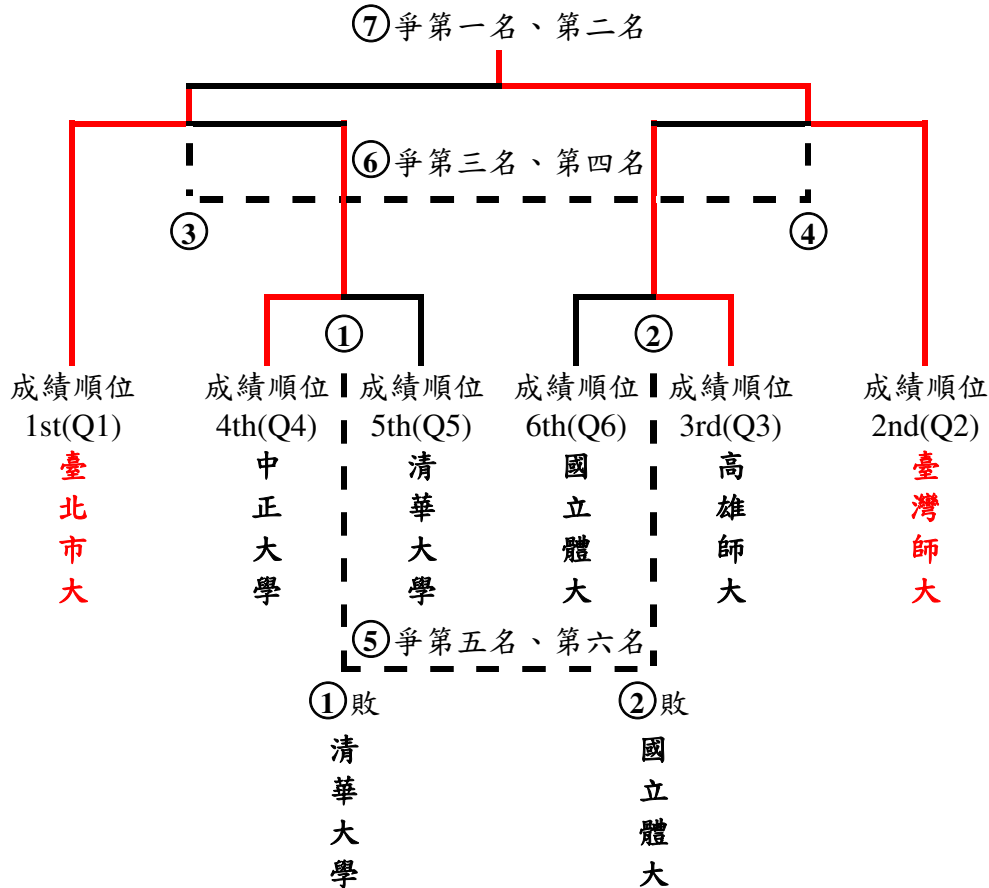 ⑦爭第一名、第二名
⑥爭第三名、第四名
③
④
①
②
成績順位
1st(Q1)
臺北市大
成績順位
4th(Q4)
中正大學
成績順位
5th(Q5)
清華大學
成績順位
6th(Q6)
國立體大
成績順位
3rd(Q3)
高雄師大
成績順位
2nd(Q2)
臺灣師大
⑤爭第五名、第六名
①敗
清華大學
②敗
國立體大